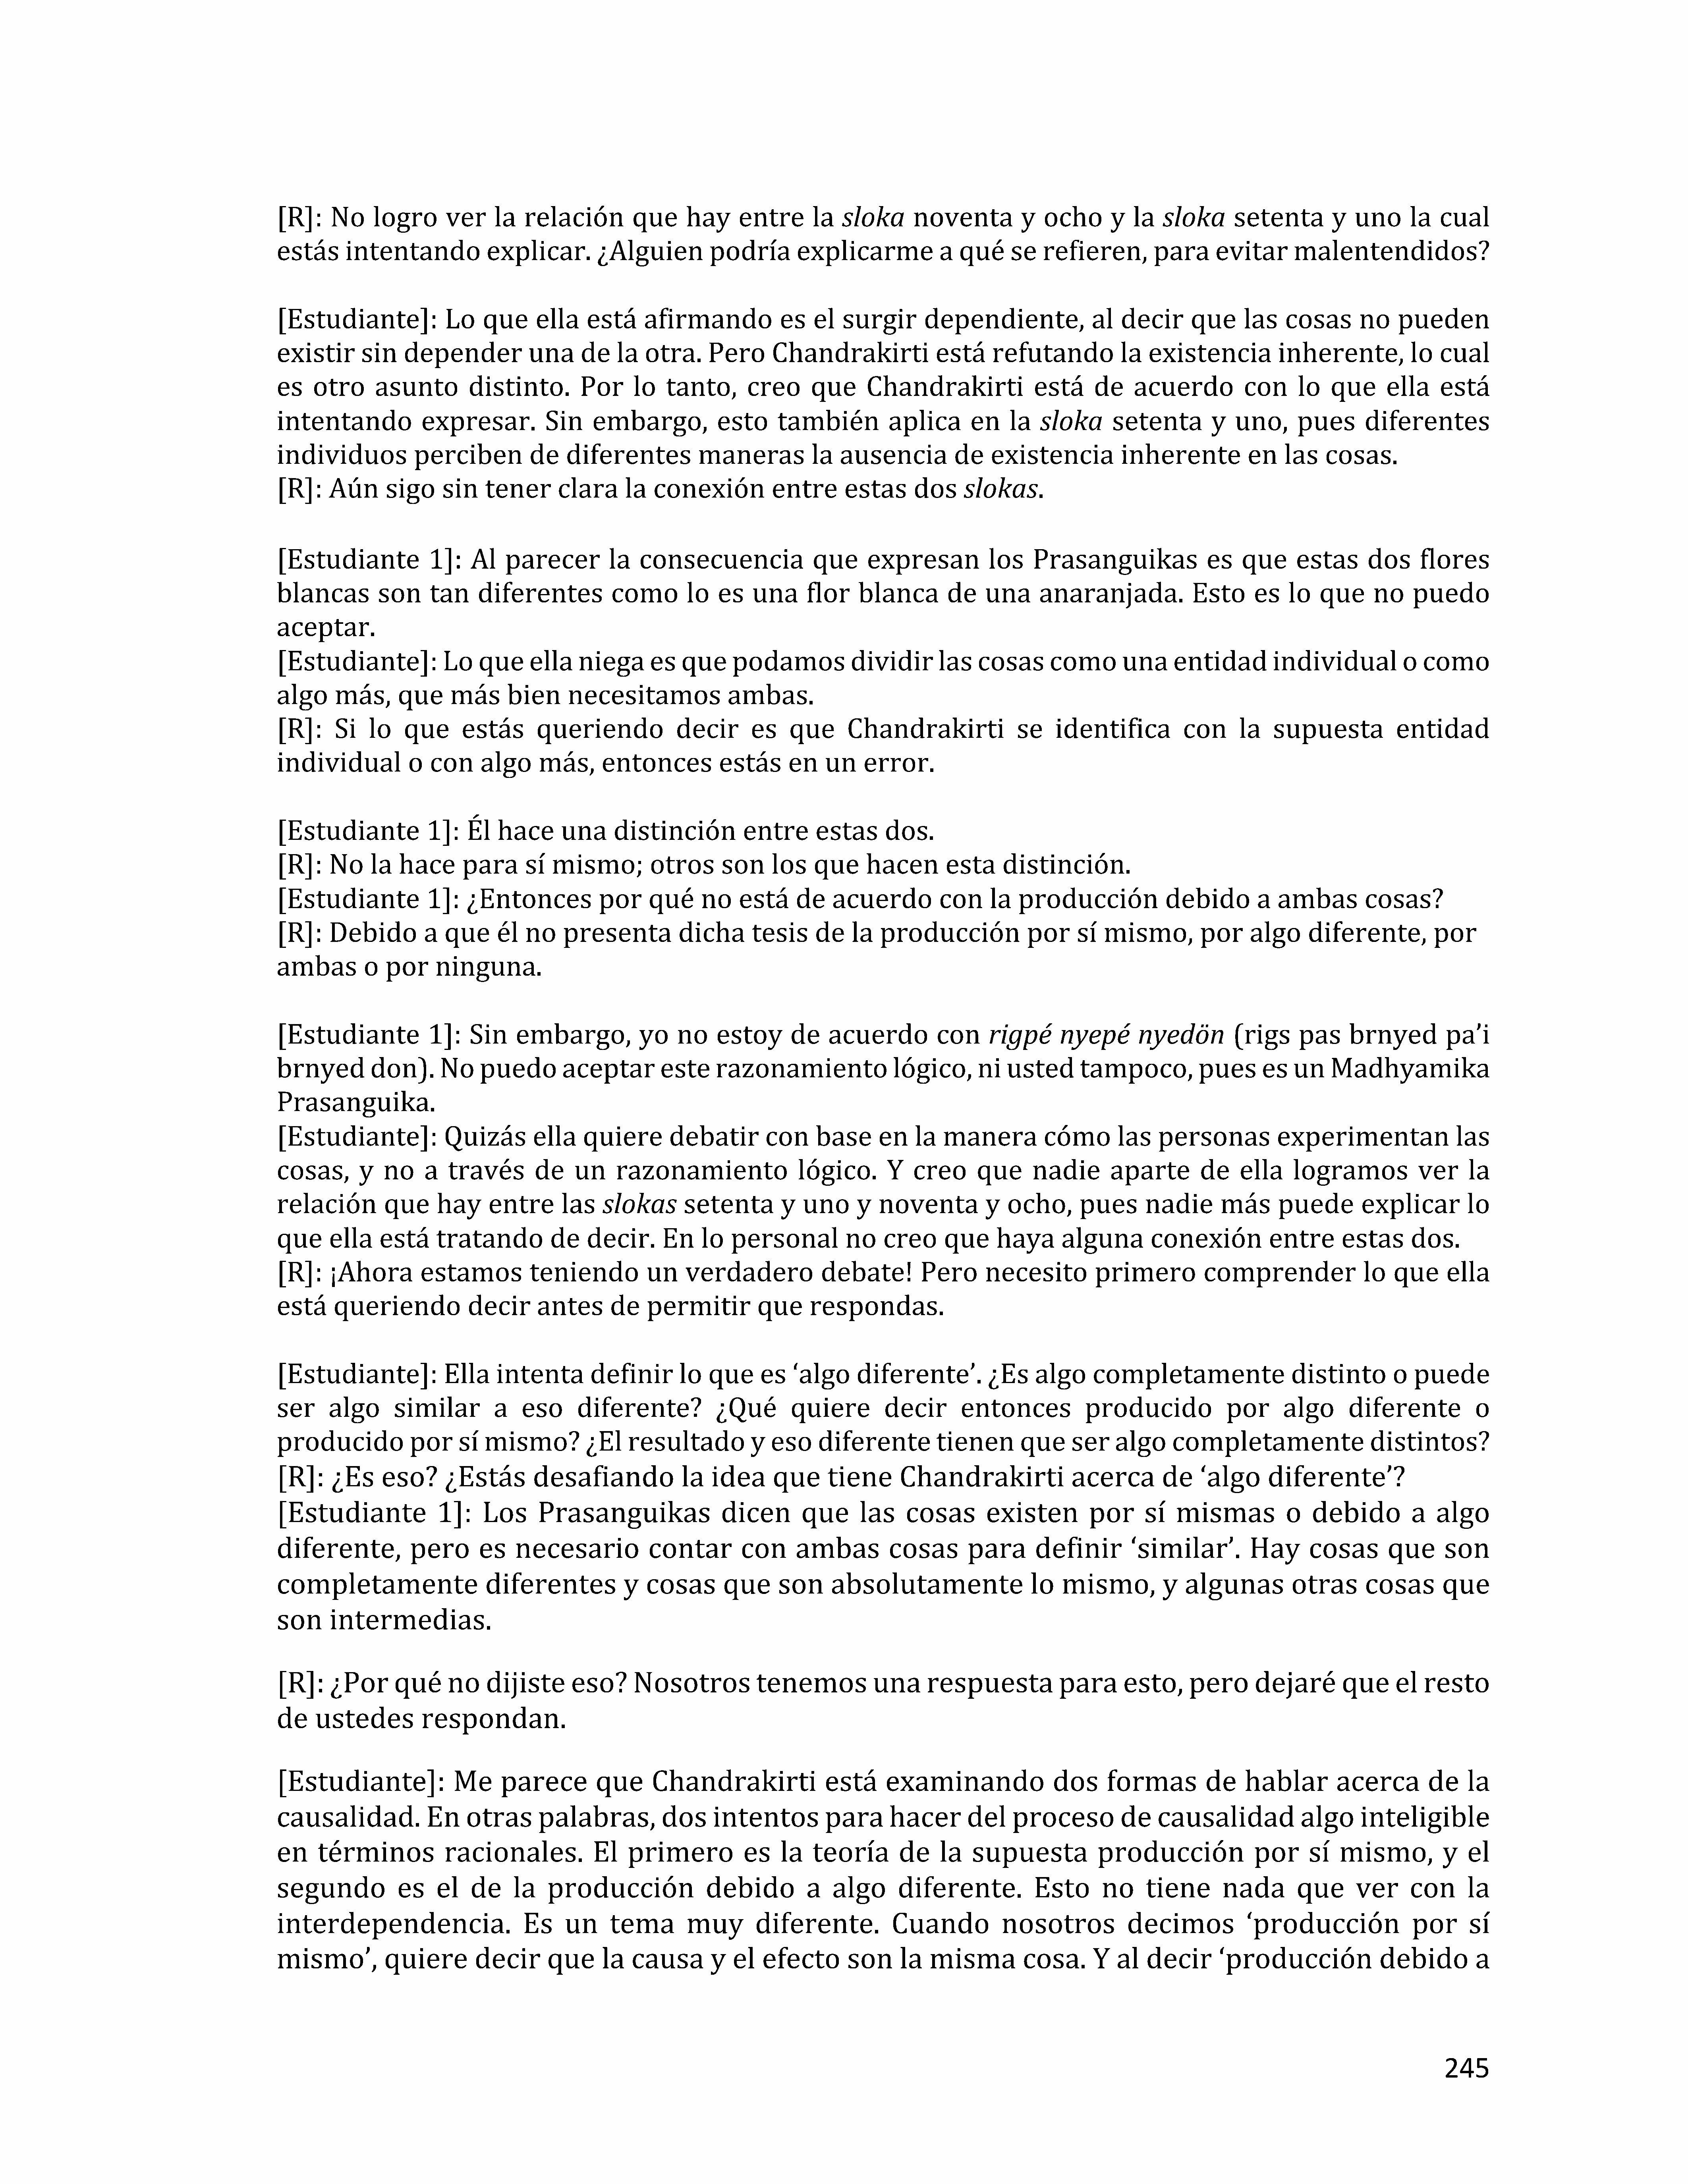 [R]: No logro ver la relación que hay entre la sloka noventa y ocho y la sloka setenta y uno la cual
estás intentando explicar. ¿Alguien podría explicarme a qué se refieren, para evitar malentendidos?
[Estudiante]: Lo que ella está afirmando es el surgir dependiente, al decir que las cosas no pueden
existir sin depender una de la otra. Pero Chandrakirti está refutando la existencia inherente, lo cual
es otro asunto distinto. Por lo tanto, creo que Chandrakirti está de acuerdo con lo que ella está
intentando expresar. Sin embargo, esto también aplica en la sloka setenta y uno, pues diferentes
individuos perciben de diferentes maneras la ausencia de existencia inherente en las cosas.
[R]: Aún sigo sin tener clara la conexión entre estas dos slokas.
[Estudiante 1]: Al parecer la consecuencia que expresan los Prasanguikas es que estas dos flores
blancas son tan diferentes como lo es una flor blanca de una anaranjada. Esto es lo que no puedo
aceptar.
[Estudiante]: Lo que ella niega es que podamos dividir las cosas como una entidad individual o como
algo más, que más bien necesitamos ambas.
[R]: Si lo que estás queriendo decir es que Chandrakirti se identifica con la supuesta entidad
individual o con algo más, entonces estás en un error.
[Estudiante 1]: Él hace una distinción entre estas dos.
[R]: No la hace para sí mismo; otros son los que hacen esta distinción.
[Estudiante 1]: ¿Entonces por qué no está de acuerdo con la producción debido a ambas cosas?
[R]: Debido a que él no presenta dicha tesis de la producción por sí mismo, por algo diferente, por
ambas o por ninguna.
[Estudiante 1]: Sin embargo, yo no estoy de acuerdo con rigpé nyepé nyedön (rigs pas brnyed pa’i
brnyed don). No puedo aceptar este razonamiento lógico, ni usted tampoco, pues es un Madhyamika
Prasanguika.
[Estudiante]: Quizás ella quiere debatir con base en la manera cómo las personas experimentan las
cosas, y no a través de un razonamiento lógico. Y creo que nadie aparte de ella logramos ver la
relación que hay entre las slokas setenta y uno y noventa y ocho, pues nadie más puede explicar lo
que ella está tratando de decir. En lo personal no creo que haya alguna conexión entre estas dos.
[R]: ¡Ahora estamos teniendo un verdadero debate! Pero necesito primero comprender lo que ella
está queriendo decir antes de permitir que respondas.
[Estudiante]: Ella intenta definir lo que es ‘algo diferente’. ¿Es algo completamente distinto o puede
ser algo similar a eso diferente? ¿Qué quiere decir entonces producido por algo diferente o
producido por sí mismo? ¿El resultado y eso diferente tienen que ser algo completamente distintos?
[R]: ¿Es eso? ¿Estás desafiando la idea que tiene Chandrakirti acerca de ‘algo diferente’?
[Estudiante 1]: Los Prasanguikas dicen que las cosas existen por sí mismas o debido a algo
diferente, pero es necesario contar con ambas cosas para definir ‘similar’. Hay cosas que son
completamente diferentes y cosas que son absolutamente lo mismo, y algunas otras cosas que
son intermedias.
[R]: ¿Por qué no dijiste eso? Nosotros tenemos una respuesta para esto, pero dejaré que el resto
de ustedes respondan.
[Estudiante]: Me parece que Chandrakirti está examinando dos formas de hablar acerca de la
causalidad. En otras palabras, dos intentos para hacer del proceso de causalidad algo inteligible
en términos racionales. El primero es la teoría de la supuesta producción por sí mismo, y el
segundo es el de la producción debido a algo diferente. Esto no tiene nada que ver con la
interdependencia. Es un tema muy diferente. Cuando nosotros decimos ‘producción por sí
mismo’, quiere decir que la causa y el efecto son la misma cosa. Y al decir ‘producción debido a
245